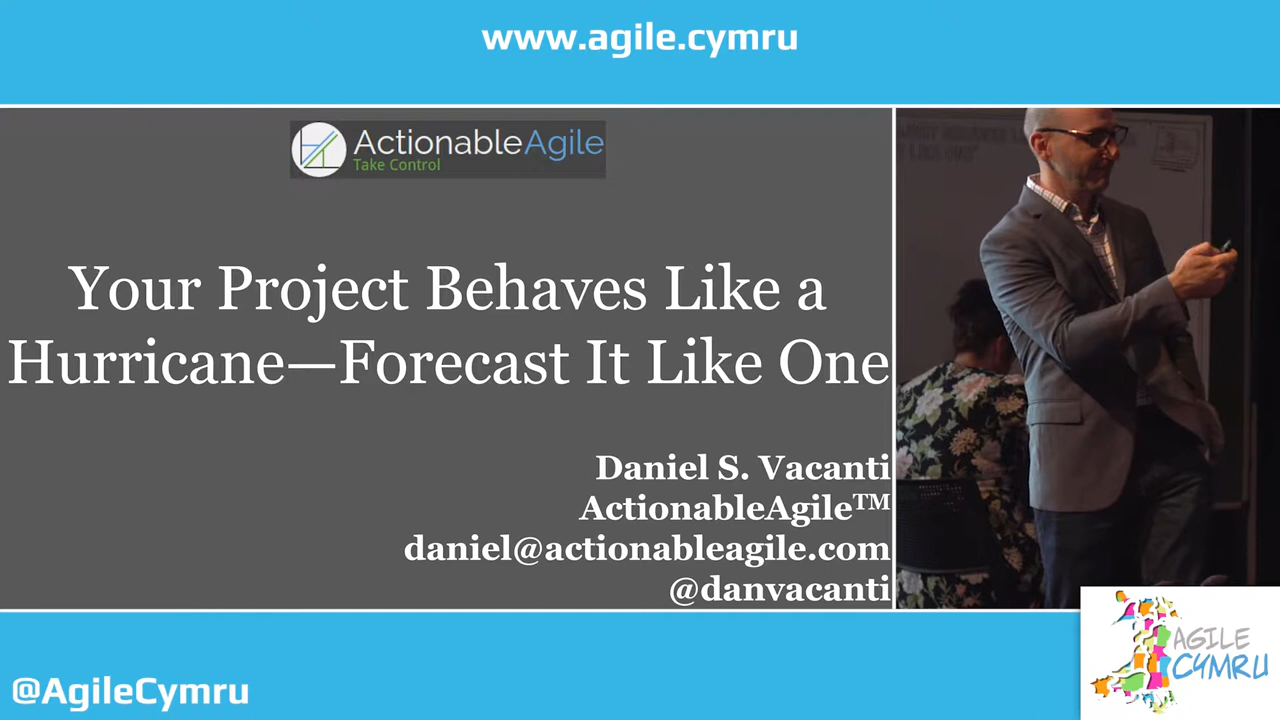 www.agile.cymru
ActionableAgile
Take Control
Your Project Behaves Like a
Hurricane—Forecast It Like One
Daniel S. Vacanti
ActionableAgile™
daniel@actionableagile.com
@danvacanti
AGILE
CYMRU
@AgileCymru